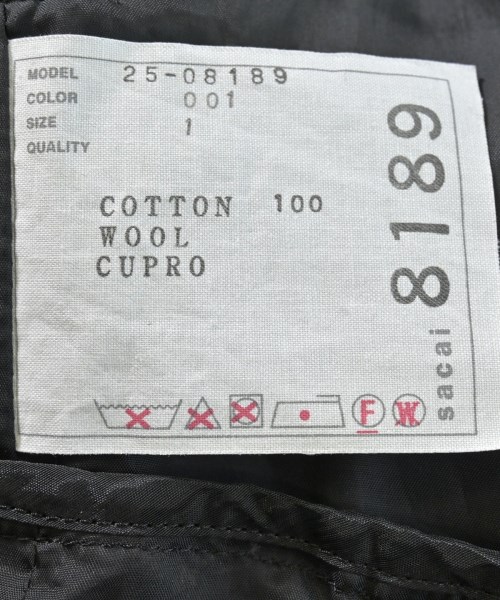 MODEL 25-08189
COLOR 001
SIZE 1
QUALITY
COTTON 100
WOOL
CUPRO
F W
sacai 8189